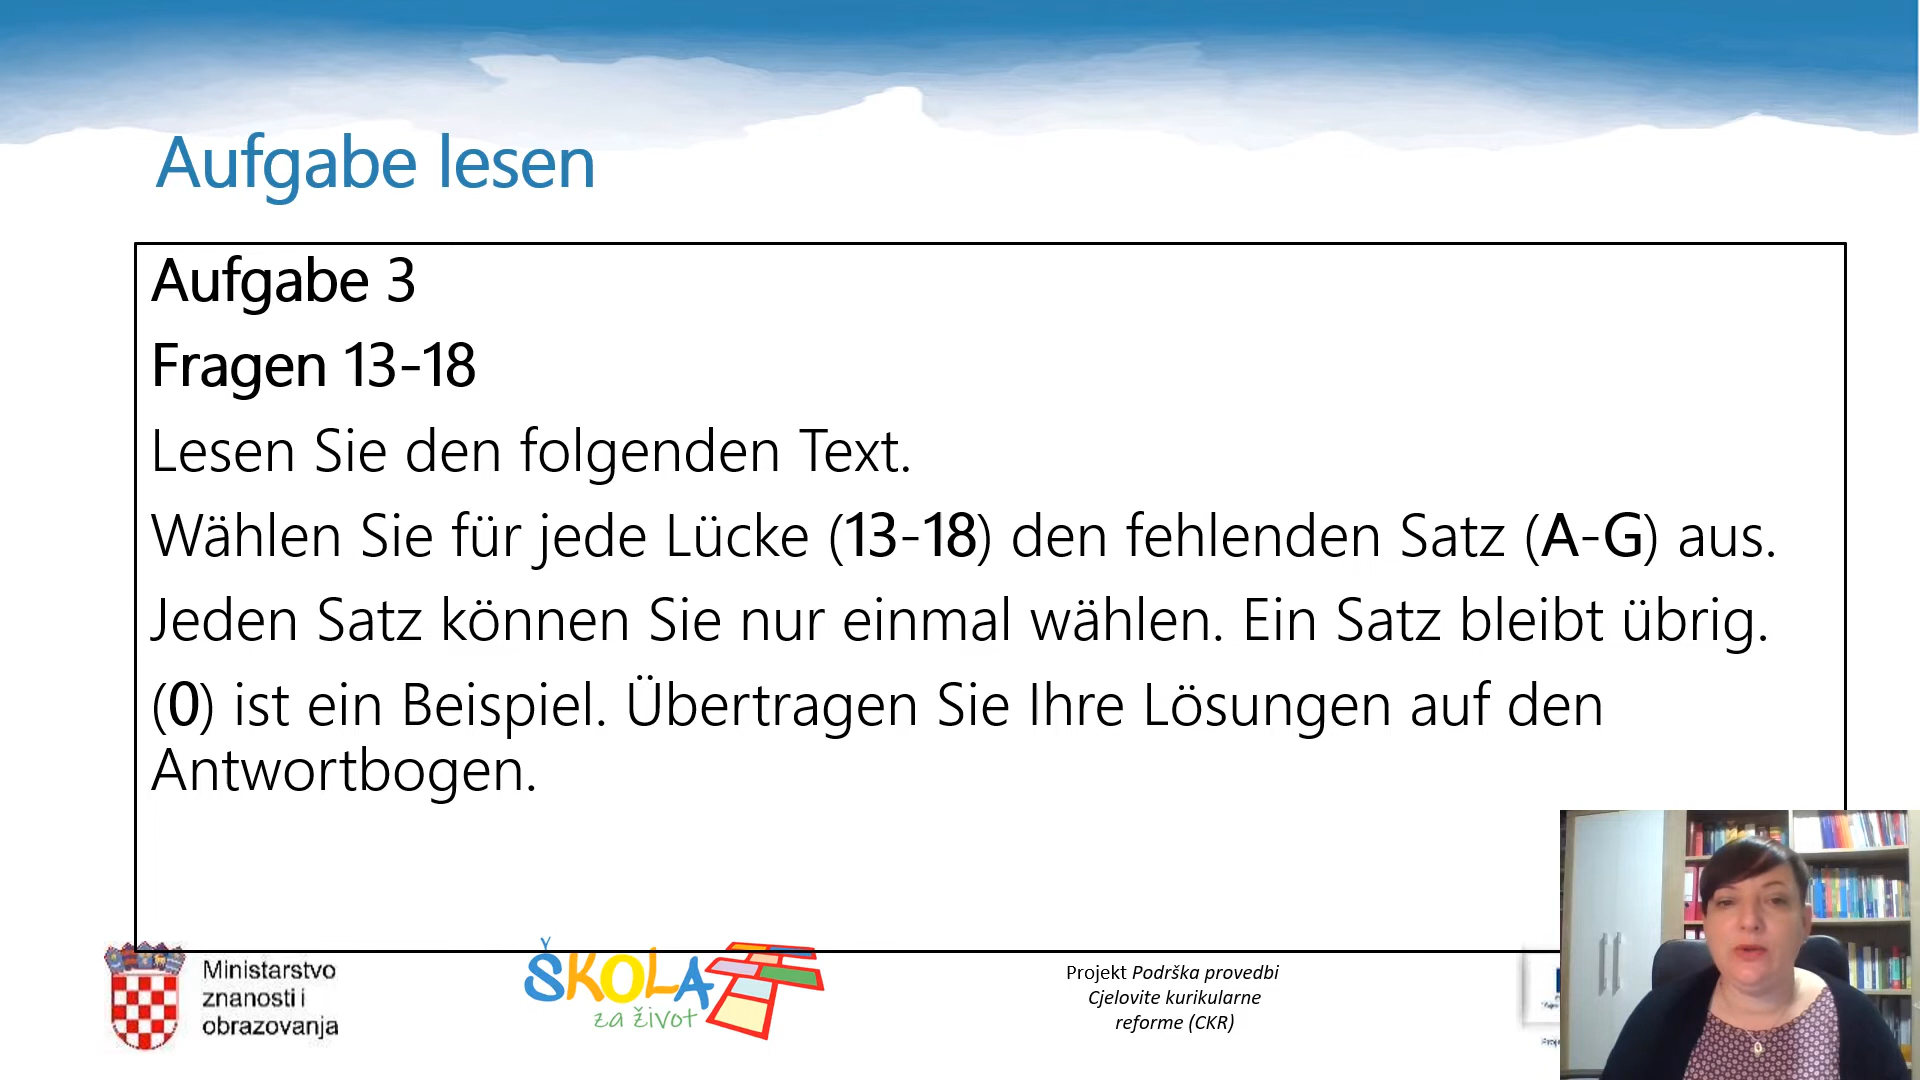 Aufgabe lesen
Aufgabe 3
Fragen 13-18
Lesen Sie den folgenden Text.
Wählen Sie für jede Lücke (13-18) den fehlenden Satz (A-G) aus.
Jeden Satz können Sie nur einmal wählen. Ein Satz bleibt übrig.
(0) ist ein Beispiel. Übertragen Sie Ihre Lösungen auf den
Antwortbogen.
Ministarstvo
znanosti i
obrazovanja
ŠKOLA
za život
Projekt Podrška provedbi
Cjelovite kurikularne
reforme (CKR)